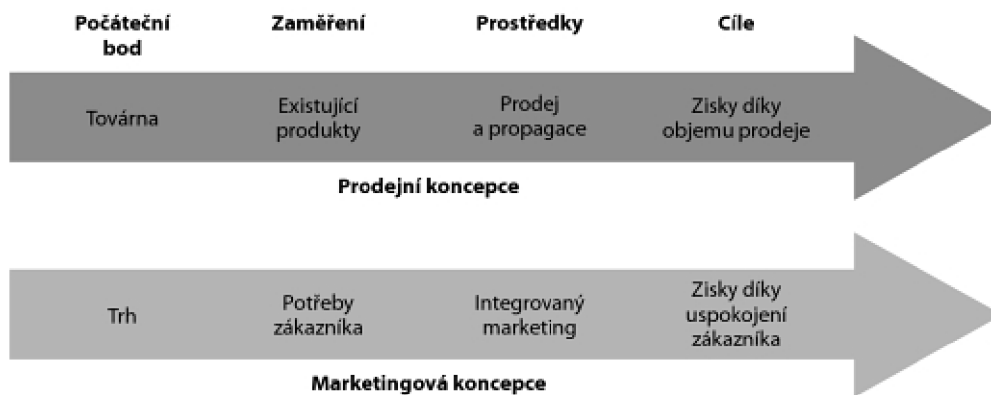 Počáteční
bod
Zaměření
Prostředky
Cíle
Továrna
Existující
produkty
Prodej
a propagace
Zisky díky
objemu prodeje
Prodejní koncepce
Trh
Potřeby
zákazníka
Integrovaný
marketing
Zisky díky
uspokojení
zákazníka
Marketingová koncepce